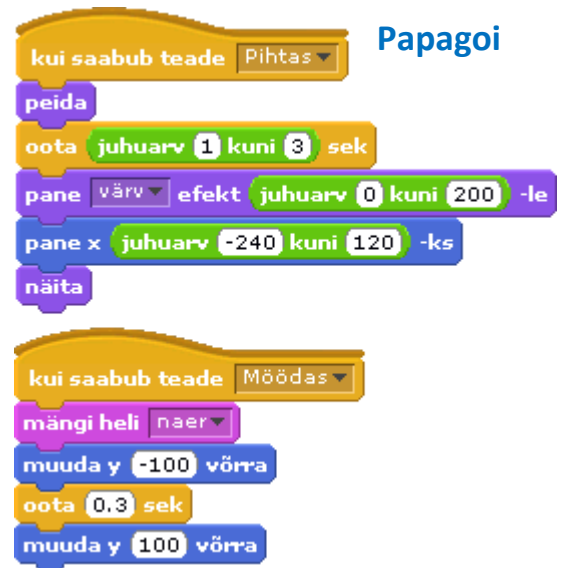 Papagoi
kui saabub teade Pihtas
peida
oota juhuarv 1 kuni 3 sek
pane värv efekt juhuarv 0 kuni 200 -le
pane x juhuarv -240 kuni 120 -ks
näita
kui saabub teade Möödas
mängi heli naer
muuda y -100 võrra
oota 0.3 sek
muuda y 100 võrra